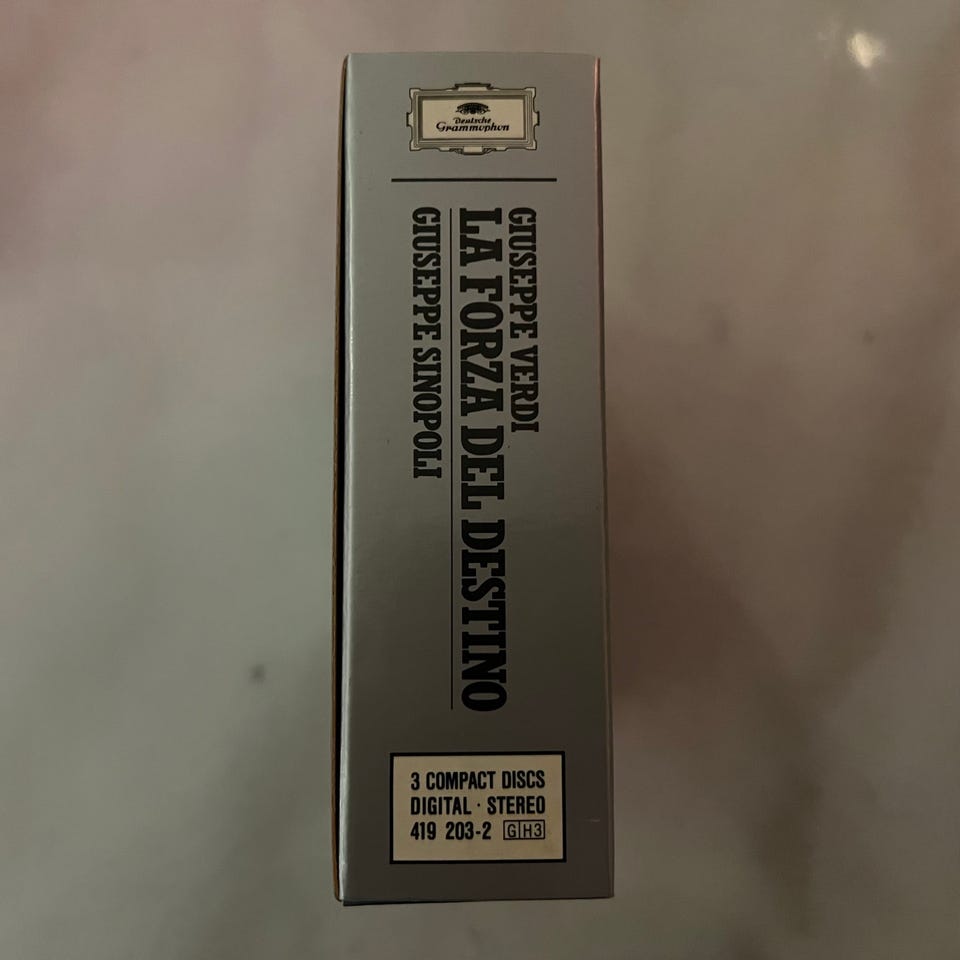 Deutsche
Grammophon
GIUSEPPE VERDI
LA FORZA DEL DESTINO
GIUSEPPE SINOPOLI
3 COMPACT DISCS
DIGITAL · STEREO
419 203-2 GH3